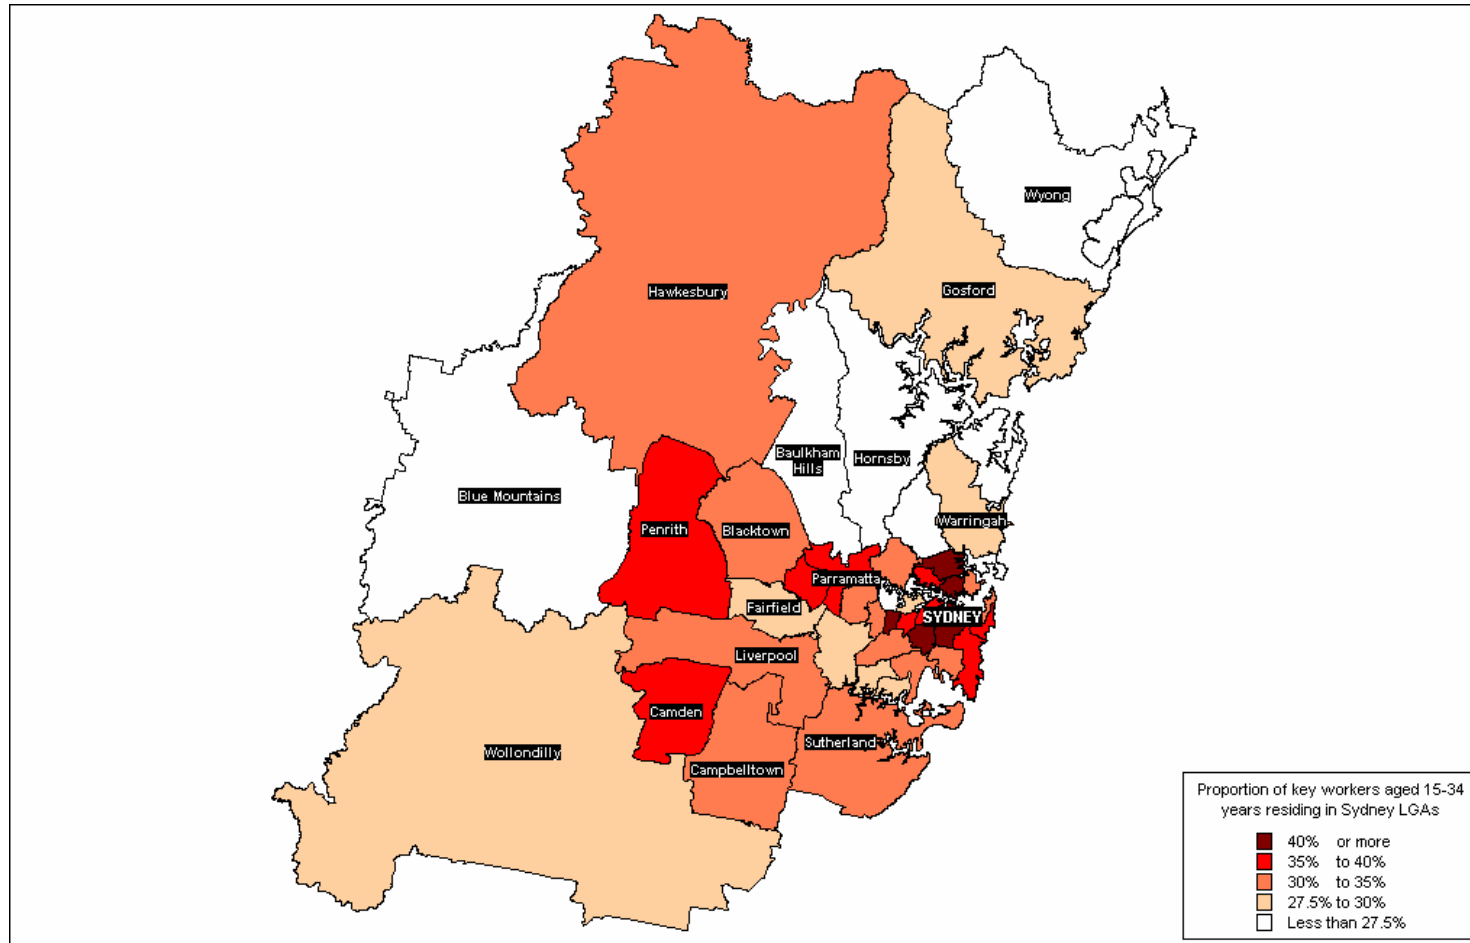 Wyong
Hawkesbury
Gosford
Baulkham
Hills
Hornsby
Blue Mountains
Penrith
Blacktown
Warringah
Parramatta
Fairfield
SYDNEY
Liverpool
Camden
Wollondilly
Sutherland
Campbelltown
Proportion of key workers aged 15-34
years residing in Sydney LGAs
40% or more
35% to 40%
30% to 35%
27.5% to 30%
Less than 27.5%